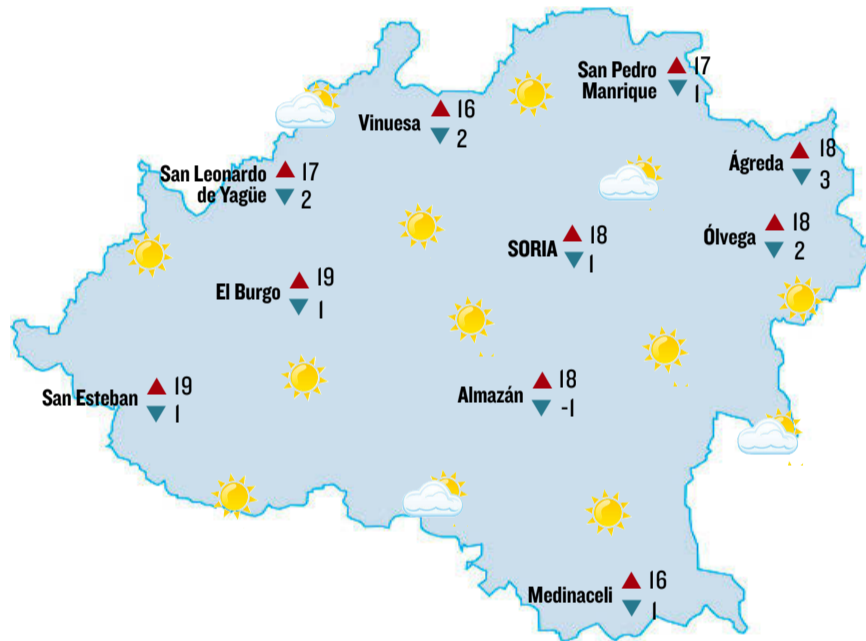 San Pedro
Manrique
17
1
Vinuesa
16
2
Ágreda
18
3
San Leonardo
de Yagüe
17
2
Ólvega
18
2
SORIA
18
1
El Burgo
19
1
San Esteban
19
1
Almazán
18
-1
Medinaceli
16
1